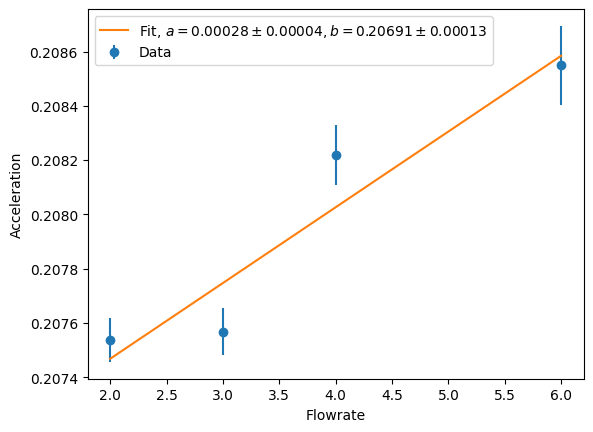 Fit, a = 0.00028 ± 0.00004, b = 0.20691 ± 0.00013
Data
0.2086
0.2084
0.2082
0.2080
0.2078
0.2076
0.2074
Acceleration
2.0 2.5 3.0 3.5 4.0 4.5 5.0 5.5 6.0
Flowrate